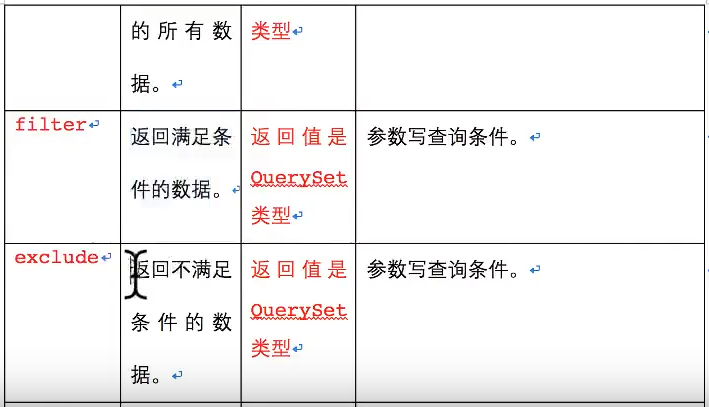 的所有数
据。
类型
filter
返回满足条
件的数据。
返回值是
QuerySet
类型
参数写查询条件。
exclude
返回不满足
条件的数
据。
返回值是
QuerySet
类型
参数写查询条件。